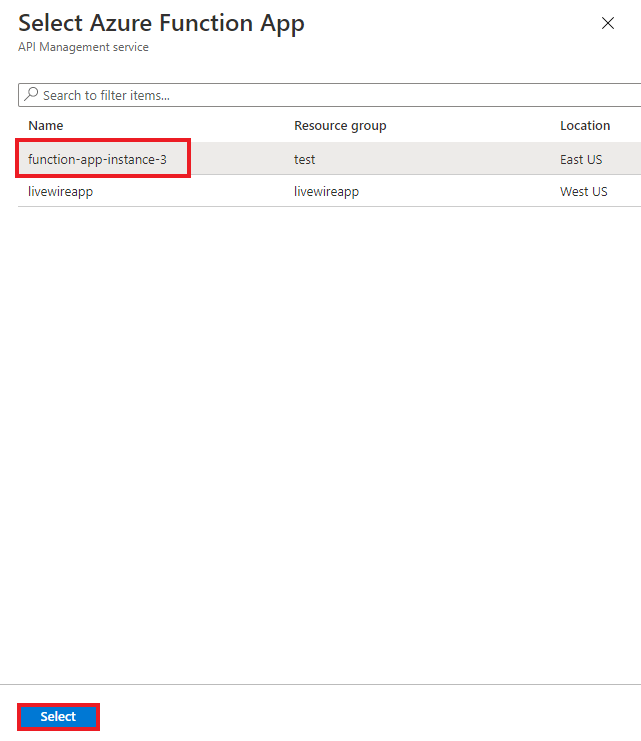 Select Azure Function App
API Management service
Search to filter items...
Name Resource group Location
function-app-instance-3 test East US
livewireapp livewireapp West US
Select